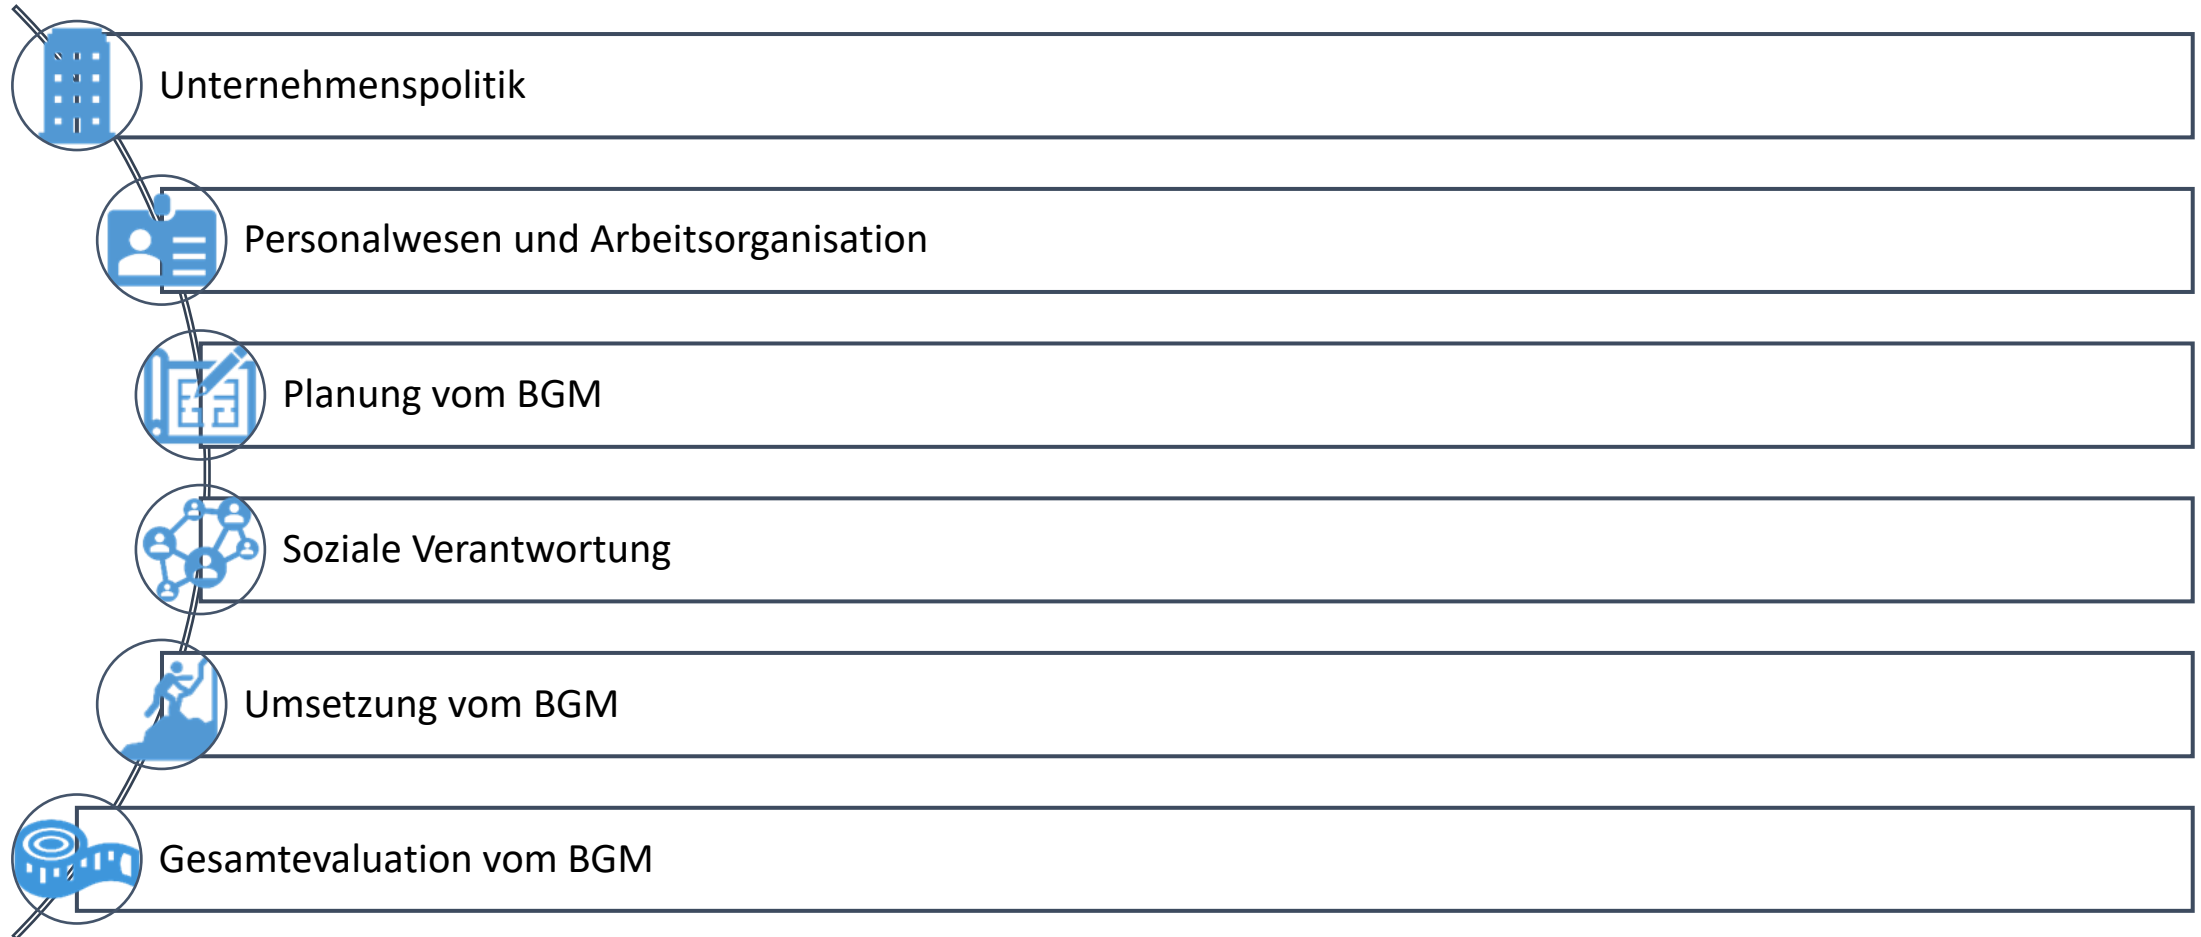 Unternehmenspolitik
Personalwesen und Arbeitsorganisation
Planung vom BGM
Soziale Verantwortung
Umsetzung vom BGM
Gesamtevaluation vom BGM